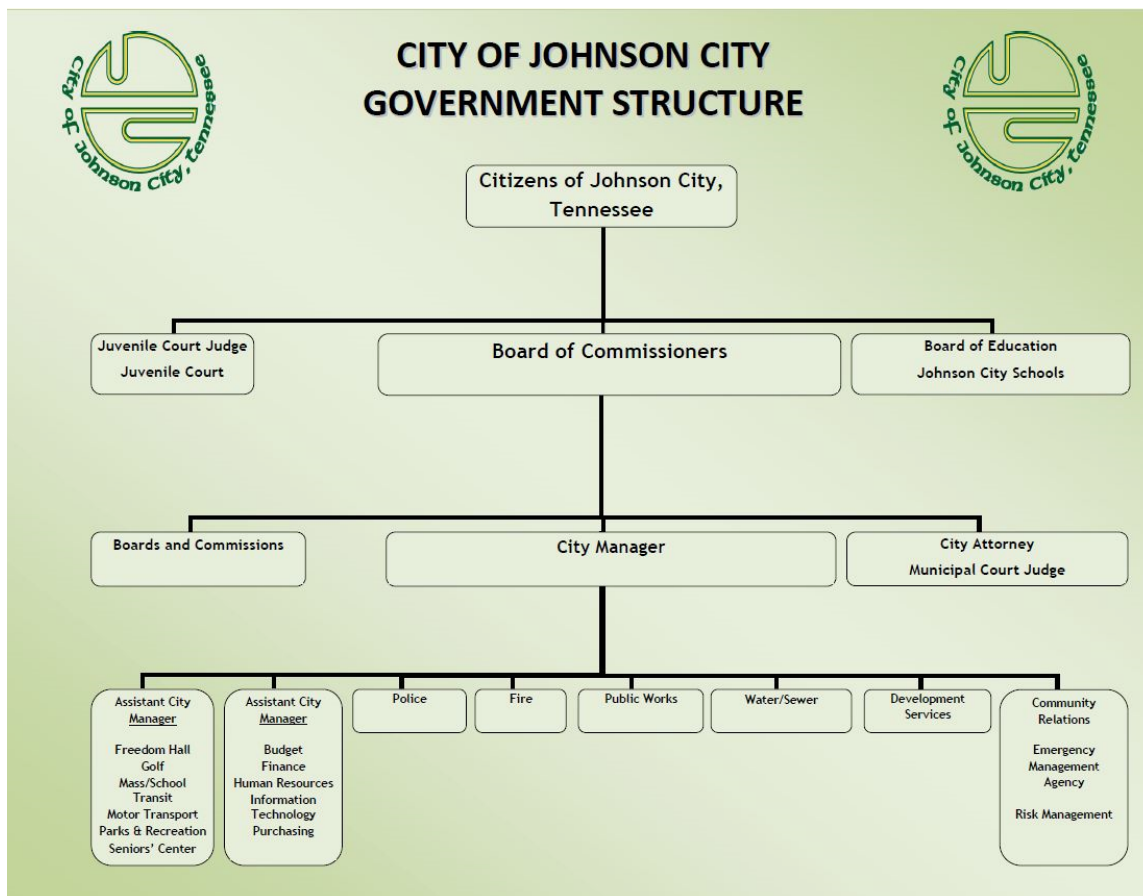 City of Johnson City, Tennessee
CITY OF JOHNSON CITY
GOVERNMENT STRUCTURE
City of Johnson City, Tennessee
Citizens of Johnson City,
Tennessee
Juvenile Court Judge
Juvenile Court
Board of Commissioners
Board of Education
Johnson City Schools
Boards and Commissions
City Manager
City Attorney
Municipal Court Judge
Assistant City
Manager
Freedom Hall
Golf
Mass/School
Transit
Motor Transport
Parks & Recreation
Seniors' Center
Assistant City
Manager
Budget
Finance
Human Resources
Information
Technology
Purchasing
Police
Fire
Public Works
Water/Sewer
Development
Services
Community
Relations
Emergency
Management
Agency
Risk Management